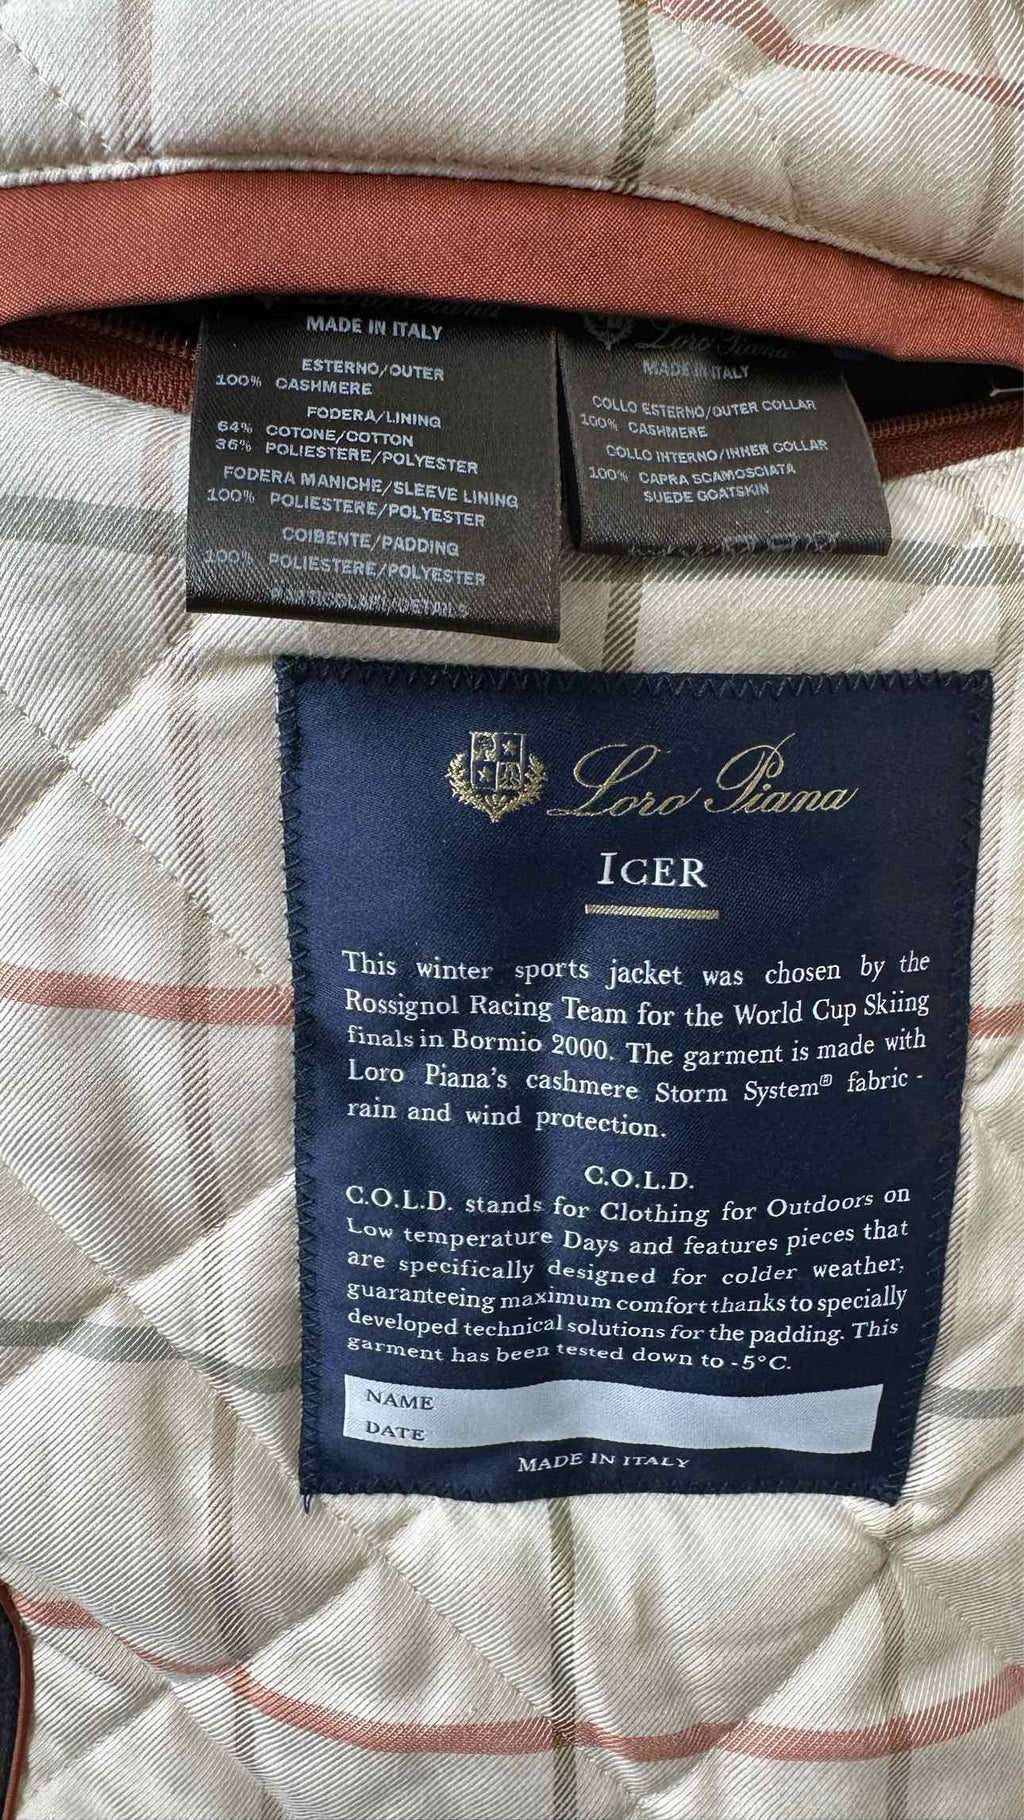 Loro Piana
MADE IN ITALY
ESTERNO/OUTER
100% CASHMERE
FODERA/LINING
64% COTONE/COTTON
36% POLIESTERE/POLYESTER
FODERA MANICHE/SLEEVE LINING
100% POLIESTERE/POLYESTER
COIBENTE/PADDING
100% POLIESTERE/POLYESTER
PARTICOLARI/DETAILS
Loro Piana
MADE IN ITALY
COLLO ESTERNO/OUTER COLLAR
100% CASHMERE
COLLO INTERNO/INNER COLLAR
100% CAPRA SCAMOSCIATA
SUEDE GOATSKIN
Loro Piana
ICER
This winter sports jacket was chosen by the
Rossignol Racing Team for the World Cup Skiing
finals in Bormio 2000. The garment is made with
Loro Piana's cashmere Storm System® fabric -
rain and wind protection.
C.O.L.D.
C.O.L.D. stands for Clothing for Outdoors on
Low temperature Days and features pieces that
are specifically designed for colder weather,
guaranteeing maximum comfort thanks to specially
developed technical solutions for the padding. This
garment has been tested down to -5°C.
NAME
DATE
MADE IN ITALY